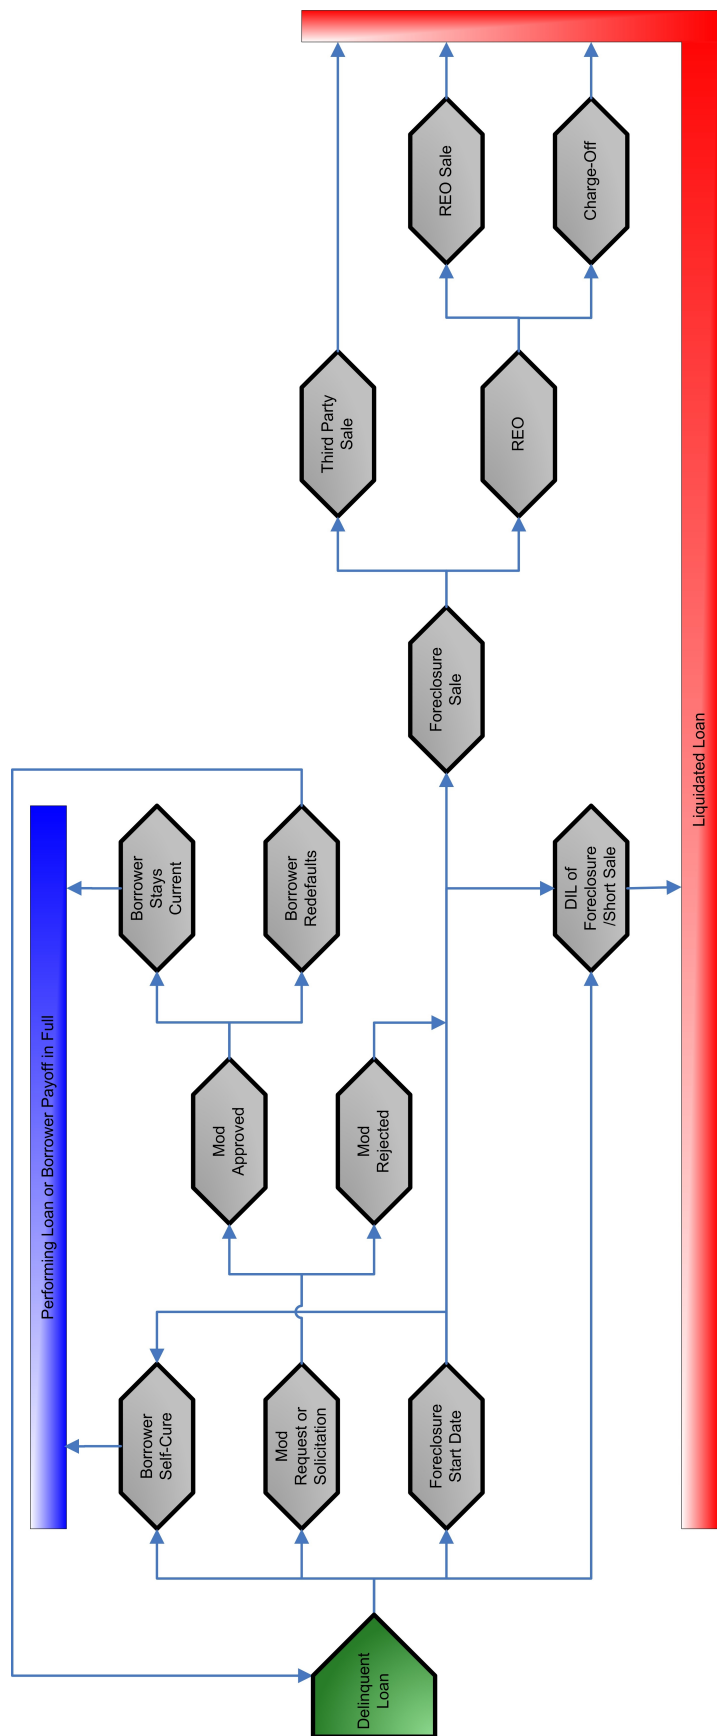 Performing Loan or Borrower Payoff in Full
Delinquent
Loan
Borrower
Self-Cure
Mod
Request or
Solicitation
Foreclosure
Start Date
Mod
Approved
Mod
Rejected
Borrower
Stays
Current
Borrower
Redefaults
DIL of
Foreclosure
/Short Sale
Foreclosure
Sale
Third Party
Sale
REO
REO Sale
Charge-Off
Liquidated Loan